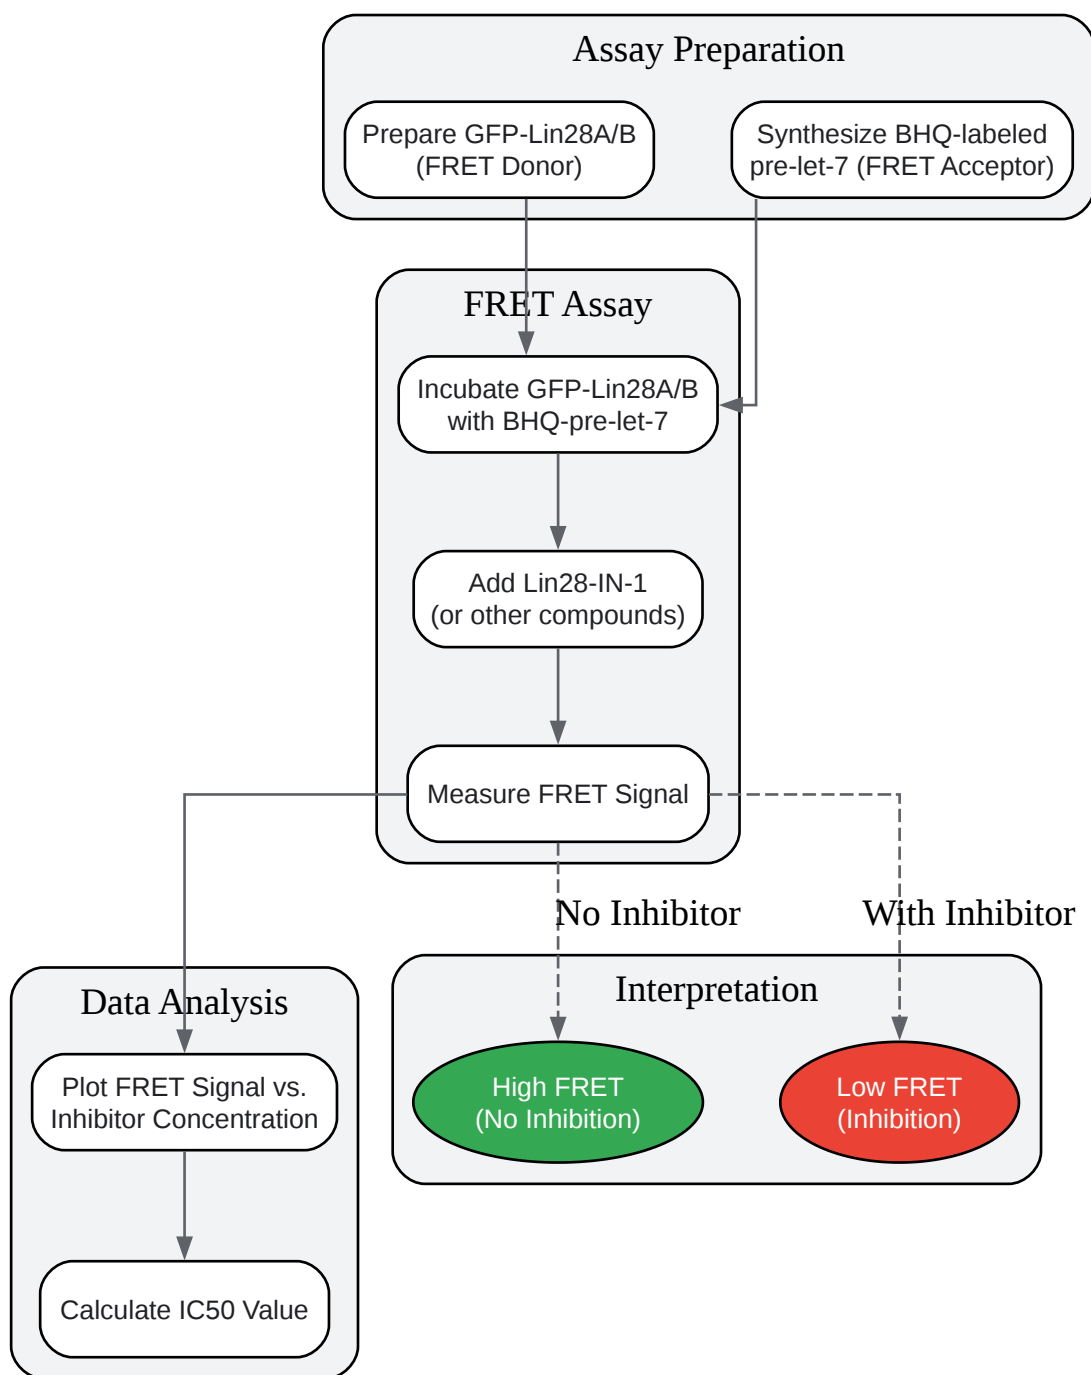 Assay Preparation
Prepare GFP-Lin28A/B
(FRET Donor)
Synthesize BHQ-labeled
pre-let-7 (FRET Acceptor)
FRET Assay
Incubate GFP-Lin28A/B
with BHQ-pre-let-7
Add Lin28-IN-1
(or other compounds)
Measure FRET Signal
No Inhibitor
With Inhibitor
Data Analysis
Plot FRET Signal vs.
Inhibitor Concentration
Calculate IC50 Value
Interpretation
High FRET
(No Inhibition)
Low FRET
(Inhibition)